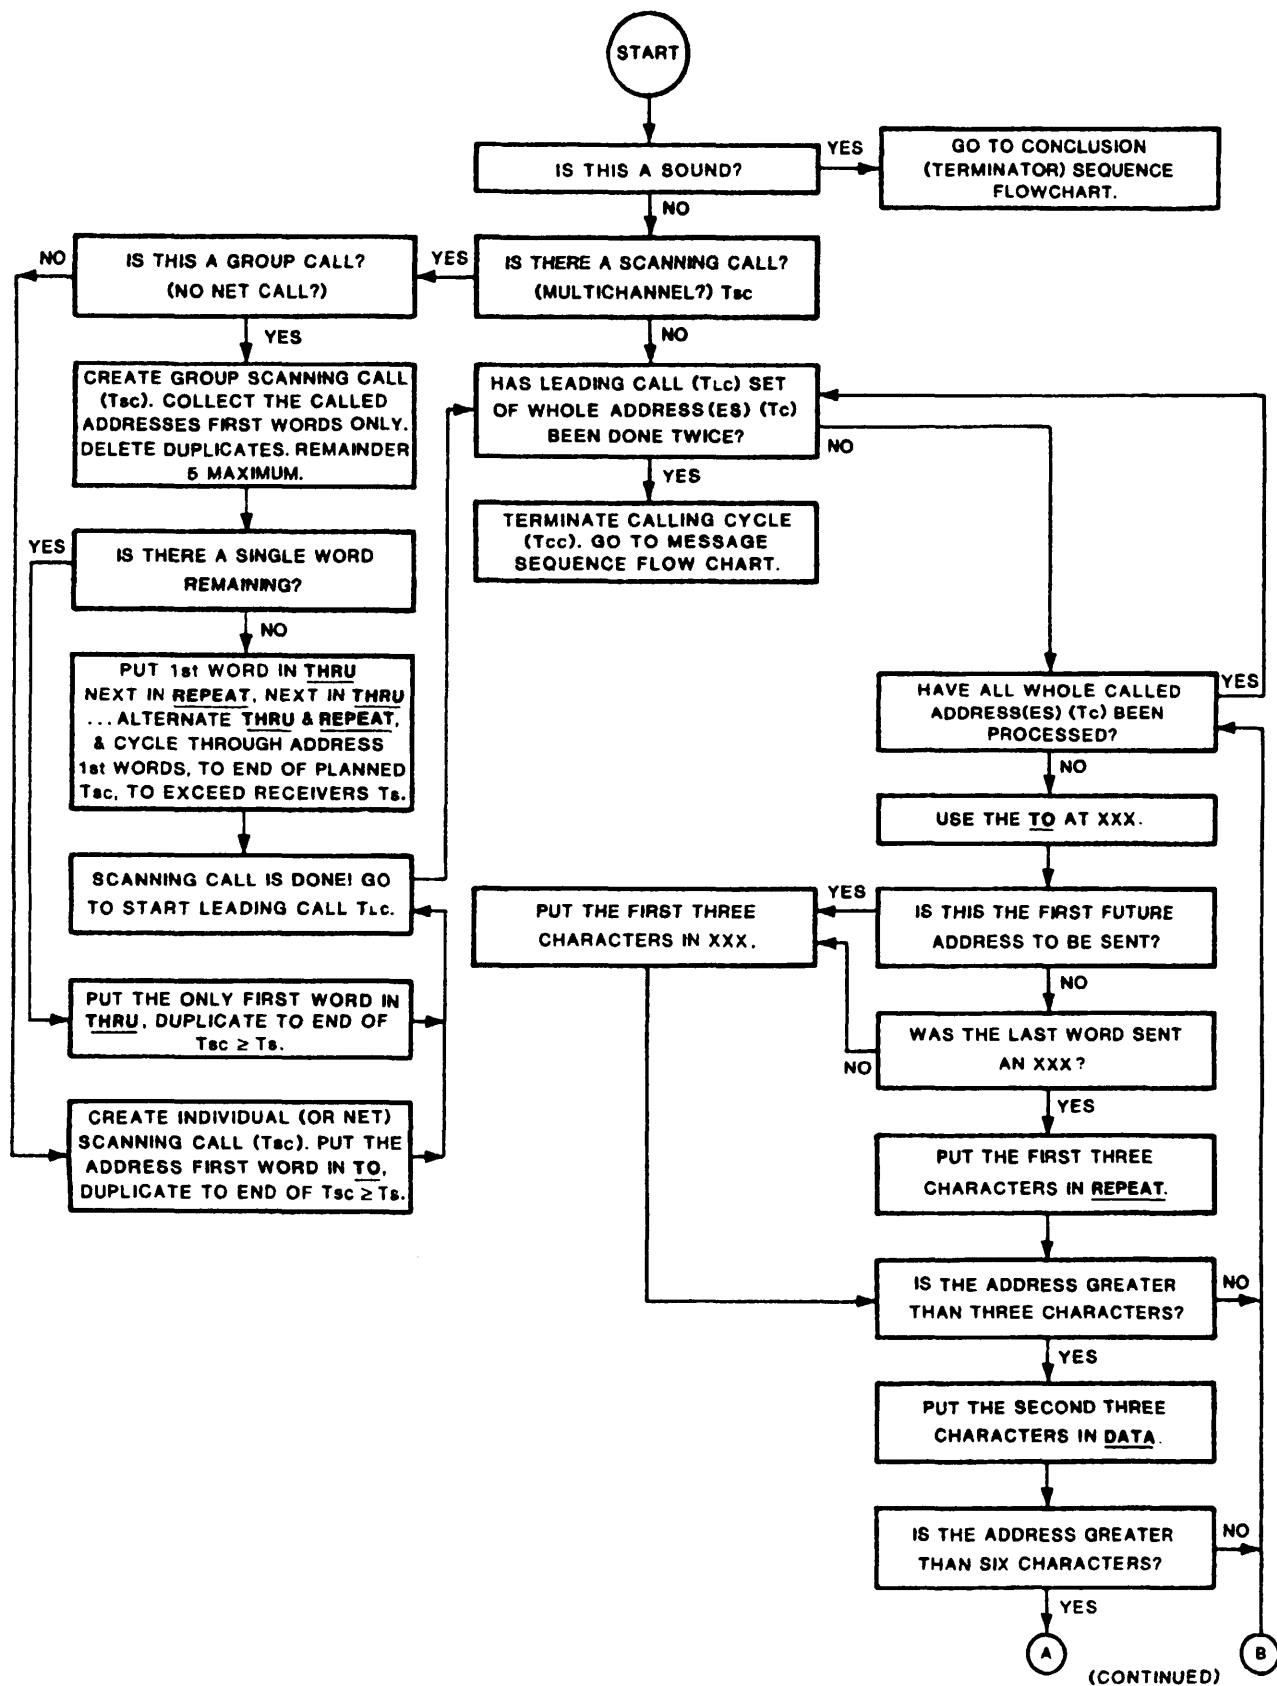 START
IS THIS A SOUND?
YES
GO TO CONCLUSION
(TERMINATOR) SEQUENCE
FLOWCHART.
NO
NO
IS THIS A GROUP CALL?
(NO NET CALL?)
YES
IS THERE A SCANNING CALL?
(MULTICHANNEL?) Tsc
YES
NO
CREATE GROUP SCANNING CALL
(Tsc). COLLECT THE CALLED
ADDRESSES FIRST WORDS ONLY.
DELETE DUPLICATES. REMAINDER
5 MAXIMUM.
HAS LEADING CALL (TLC) SET
OF WHOLE ADDRESS(ES) (Tc)
BEEN DONE TWICE?
NO
YES
TERMINATE CALLING CYCLE
(Tcc). GO TO MESSAGE
SEQUENCE FLOW CHART.
YES
IS THERE A SINGLE WORD
REMAINING?
NO
PUT 1st WORD IN THRU
NEXT IN REPEAT, NEXT IN THRU
...ALTERNATE THRU & REPEAT,
& CYCLE THROUGH ADDRESS
1st WORDS, TO END OF PLANNED
Tsc, TO EXCEED RECEIVERS Ts.
HAVE ALL WHOLE CALLED
ADDRESS(ES) (Tc) BEEN
PROCESSED?
YES
NO
USE THE TO AT XXX.
SCANNING CALL IS DONE! GO
TO START LEADING CALL TLC.
PUT THE FIRST THREE
CHARACTERS IN XXX.
YES
IS THIS THE FIRST FUTURE
ADDRESS TO BE SENT?
NO
PUT THE ONLY FIRST WORD IN
THRU, DUPLICATE TO END OF
Tsc ≥ Ts.
WAS THE LAST WORD SENT
AN XXX?
NO
YES
CREATE INDIVIDUAL (OR NET)
SCANNING CALL (Tsc). PUT THE
ADDRESS FIRST WORD IN TO,
DUPLICATE TO END OF Tsc ≥ Ts.
PUT THE FIRST THREE
CHARACTERS IN REPEAT.
IS THE ADDRESS GREATER
THAN THREE CHARACTERS?
NO
YES
PUT THE SECOND THREE
CHARACTERS IN DATA.
IS THE ADDRESS GREATER
THAN SIX CHARACTERS?
NO
YES
A
B
(CONTINUED)